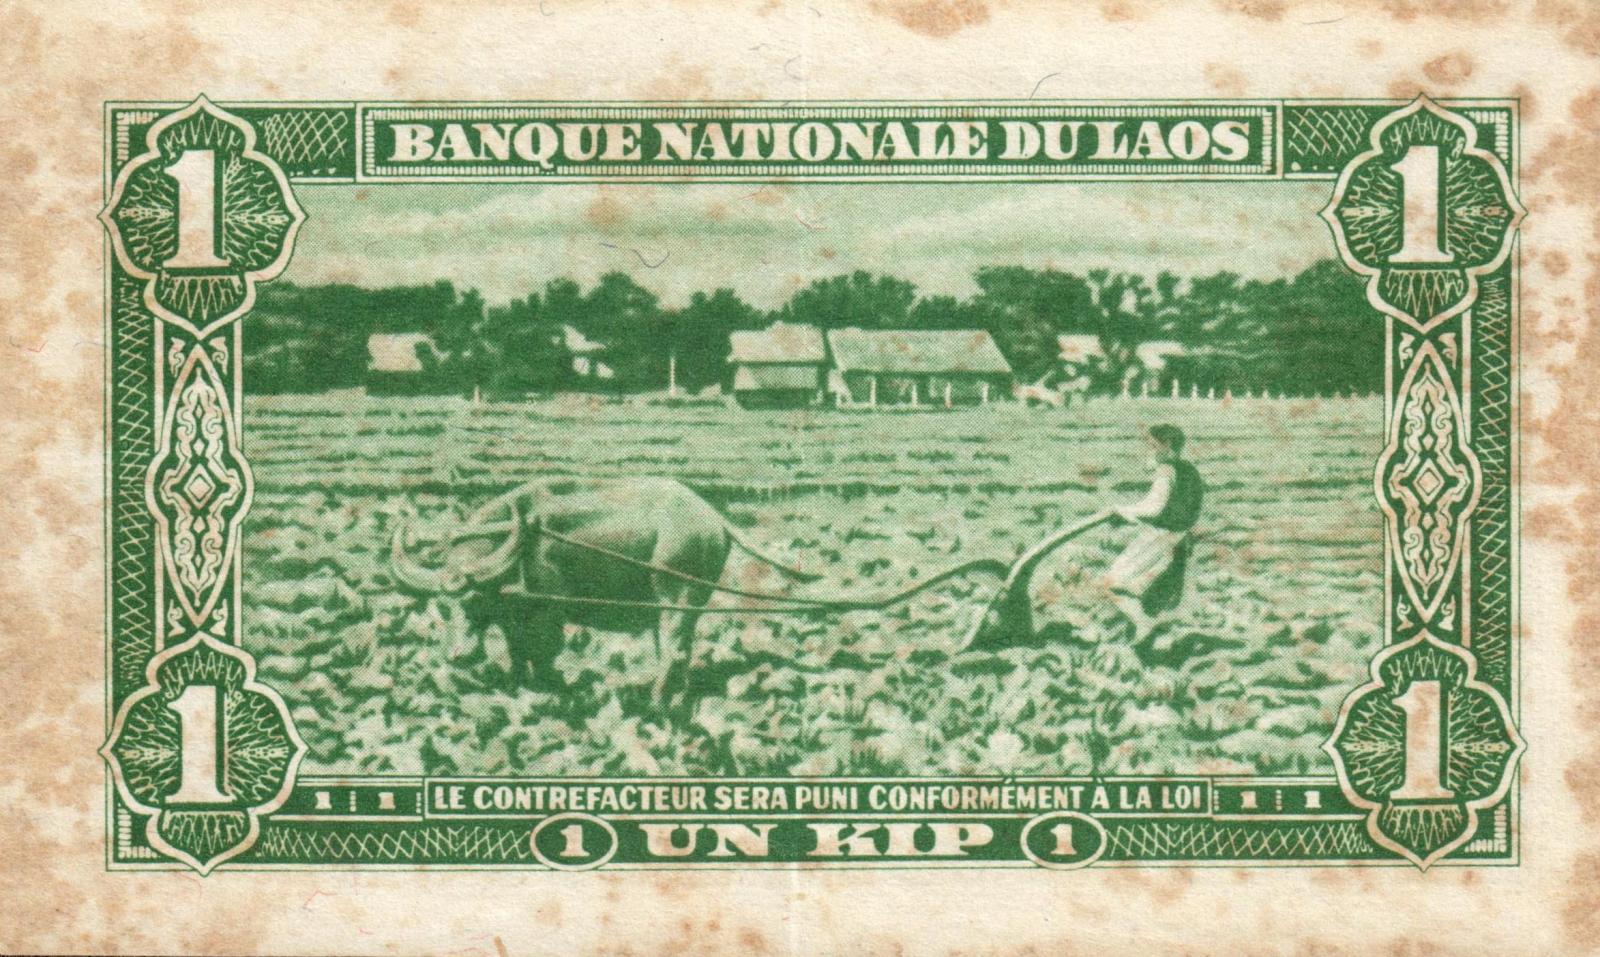 BANQUE NATIONALE DU LAOS
1 1
1 1 LE CONTREFACTEUR SERA PUNI CONFORMÉMENT À LA LOI 1 1
1 1 UN KIP 1 1